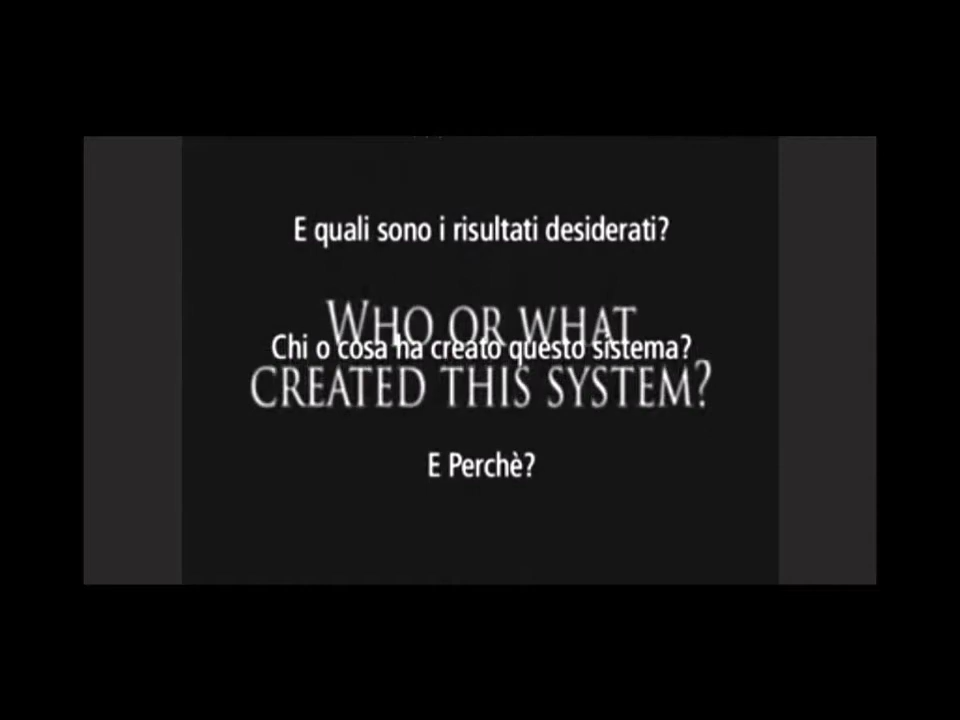 E quali sono i risultati desiderati?
WHO OR WHAT
Chi o cosa ha creato questo sistema?
CREATED THIS SYSTEM?
E Perchè?